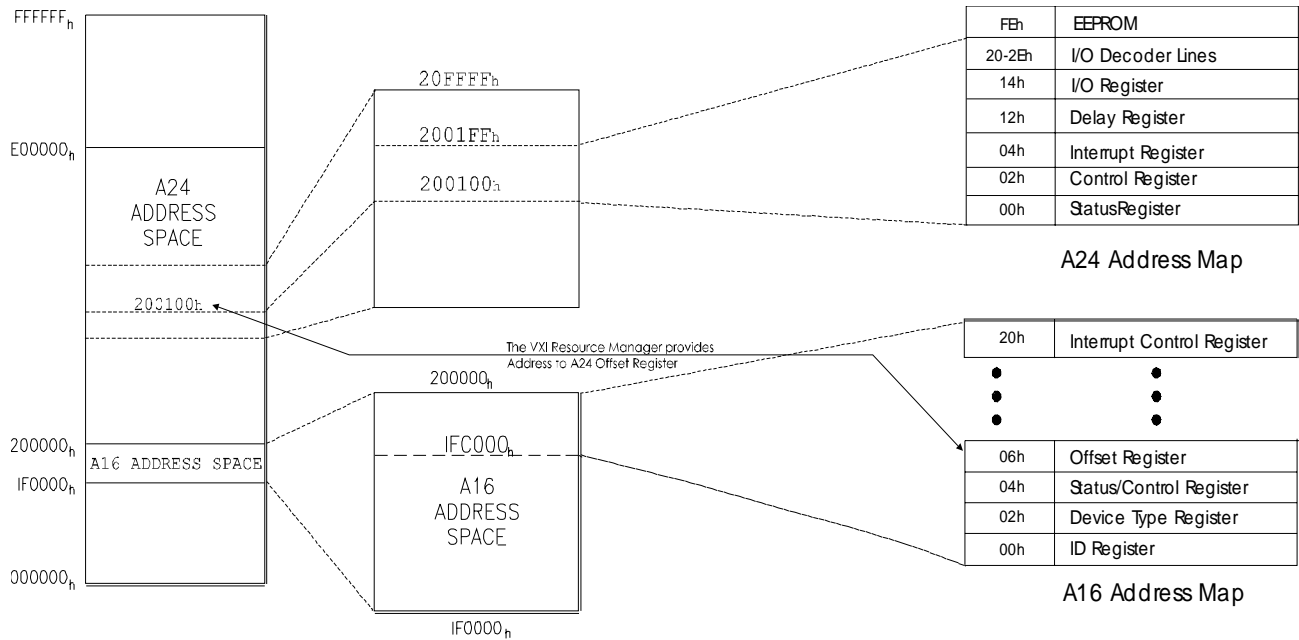 FFFFFFh
E00000h
A24
ADDRESS
SPACE
200100h
200000h
A16 ADDRESS SPACE
IF0000h
000000h
20FFFFh
2001FFh
200100h
The VXI Resource Manager provides
Address to A24 Offset Register
200000h
IFC000h
A16
ADDRESS
SPACE
IF0000h
FEh EEPROM
20-2Eh I/O Decoder Lines
14h I/O Register
12h Delay Register
04h Interrupt Register
02h Control Register
00h StatusRegister
A24 Address Map
20h Interrupt Control Register
06h Offset Register
04h Status/Control Register
02h Device Type Register
00h ID Register
A16 Address Map